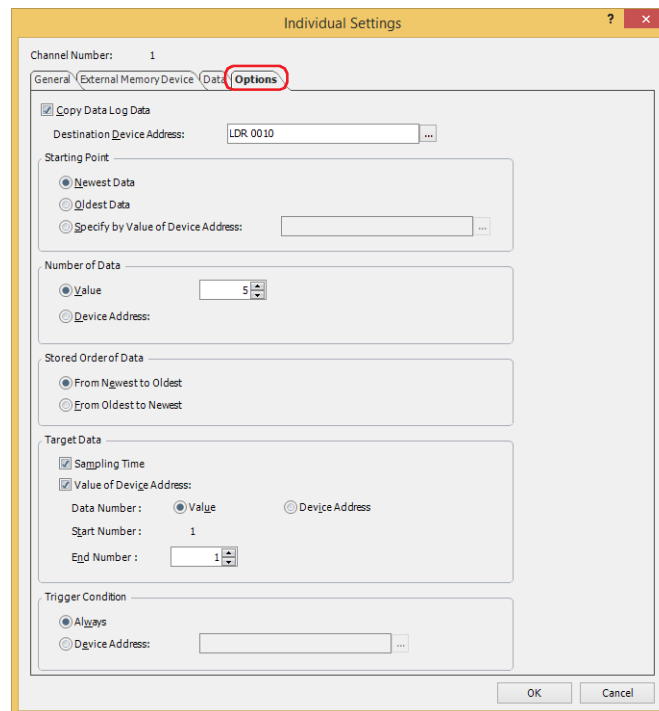 Individual Settings ? ×
Channel Number: 1
General External Memory Device Data Options
Copy Data Log Data
Destination Device Address: LDR 0010 ...
Starting Point
Newest Data
Oldest Data
Specify by Value of Device Address: ...
Number of Data
Value 5
Device Address:
Stored Order of Data
From Newest to Oldest
From Oldest to Newest
Target Data
Sampling Time
Value of Device Address:
Data Number : Value Device Address
Start Number : 1
End Number : 1
Trigger Condition
Always
Device Address: ...
OK Cancel